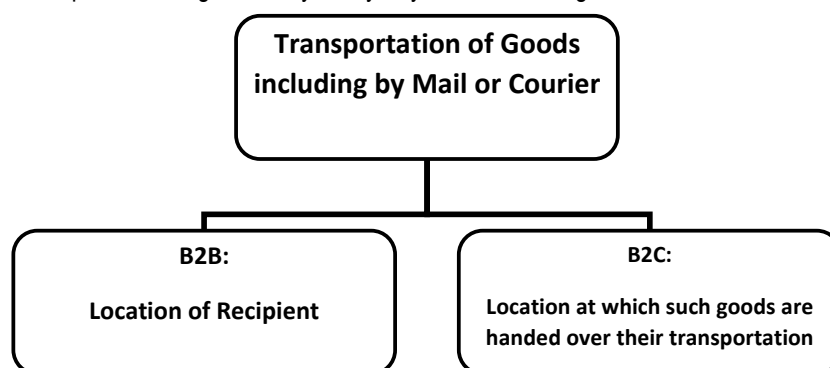 Transportation of Goods
including by Mail or Courier
B2B:
Location of Recipient
B2C:
Location at which such goods are
handed over their transportation